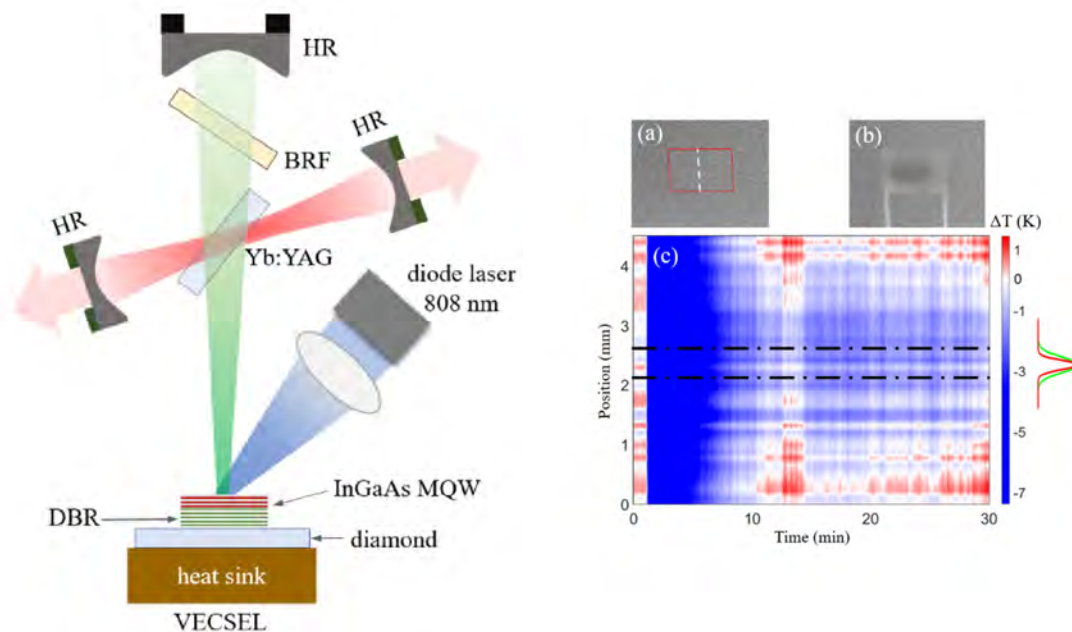 HR
BRF
HR
HR
Yb:YAG
diode laser
808 nm
InGaAs MQW
DBR
diamond
heat sink
VECSEL
(a)
(b)
ΔT (K)
(c)
4
3
2
1
0
Position (mm)
0
10
20
30
Time (min)
1
0
-1
-3
-5
-7